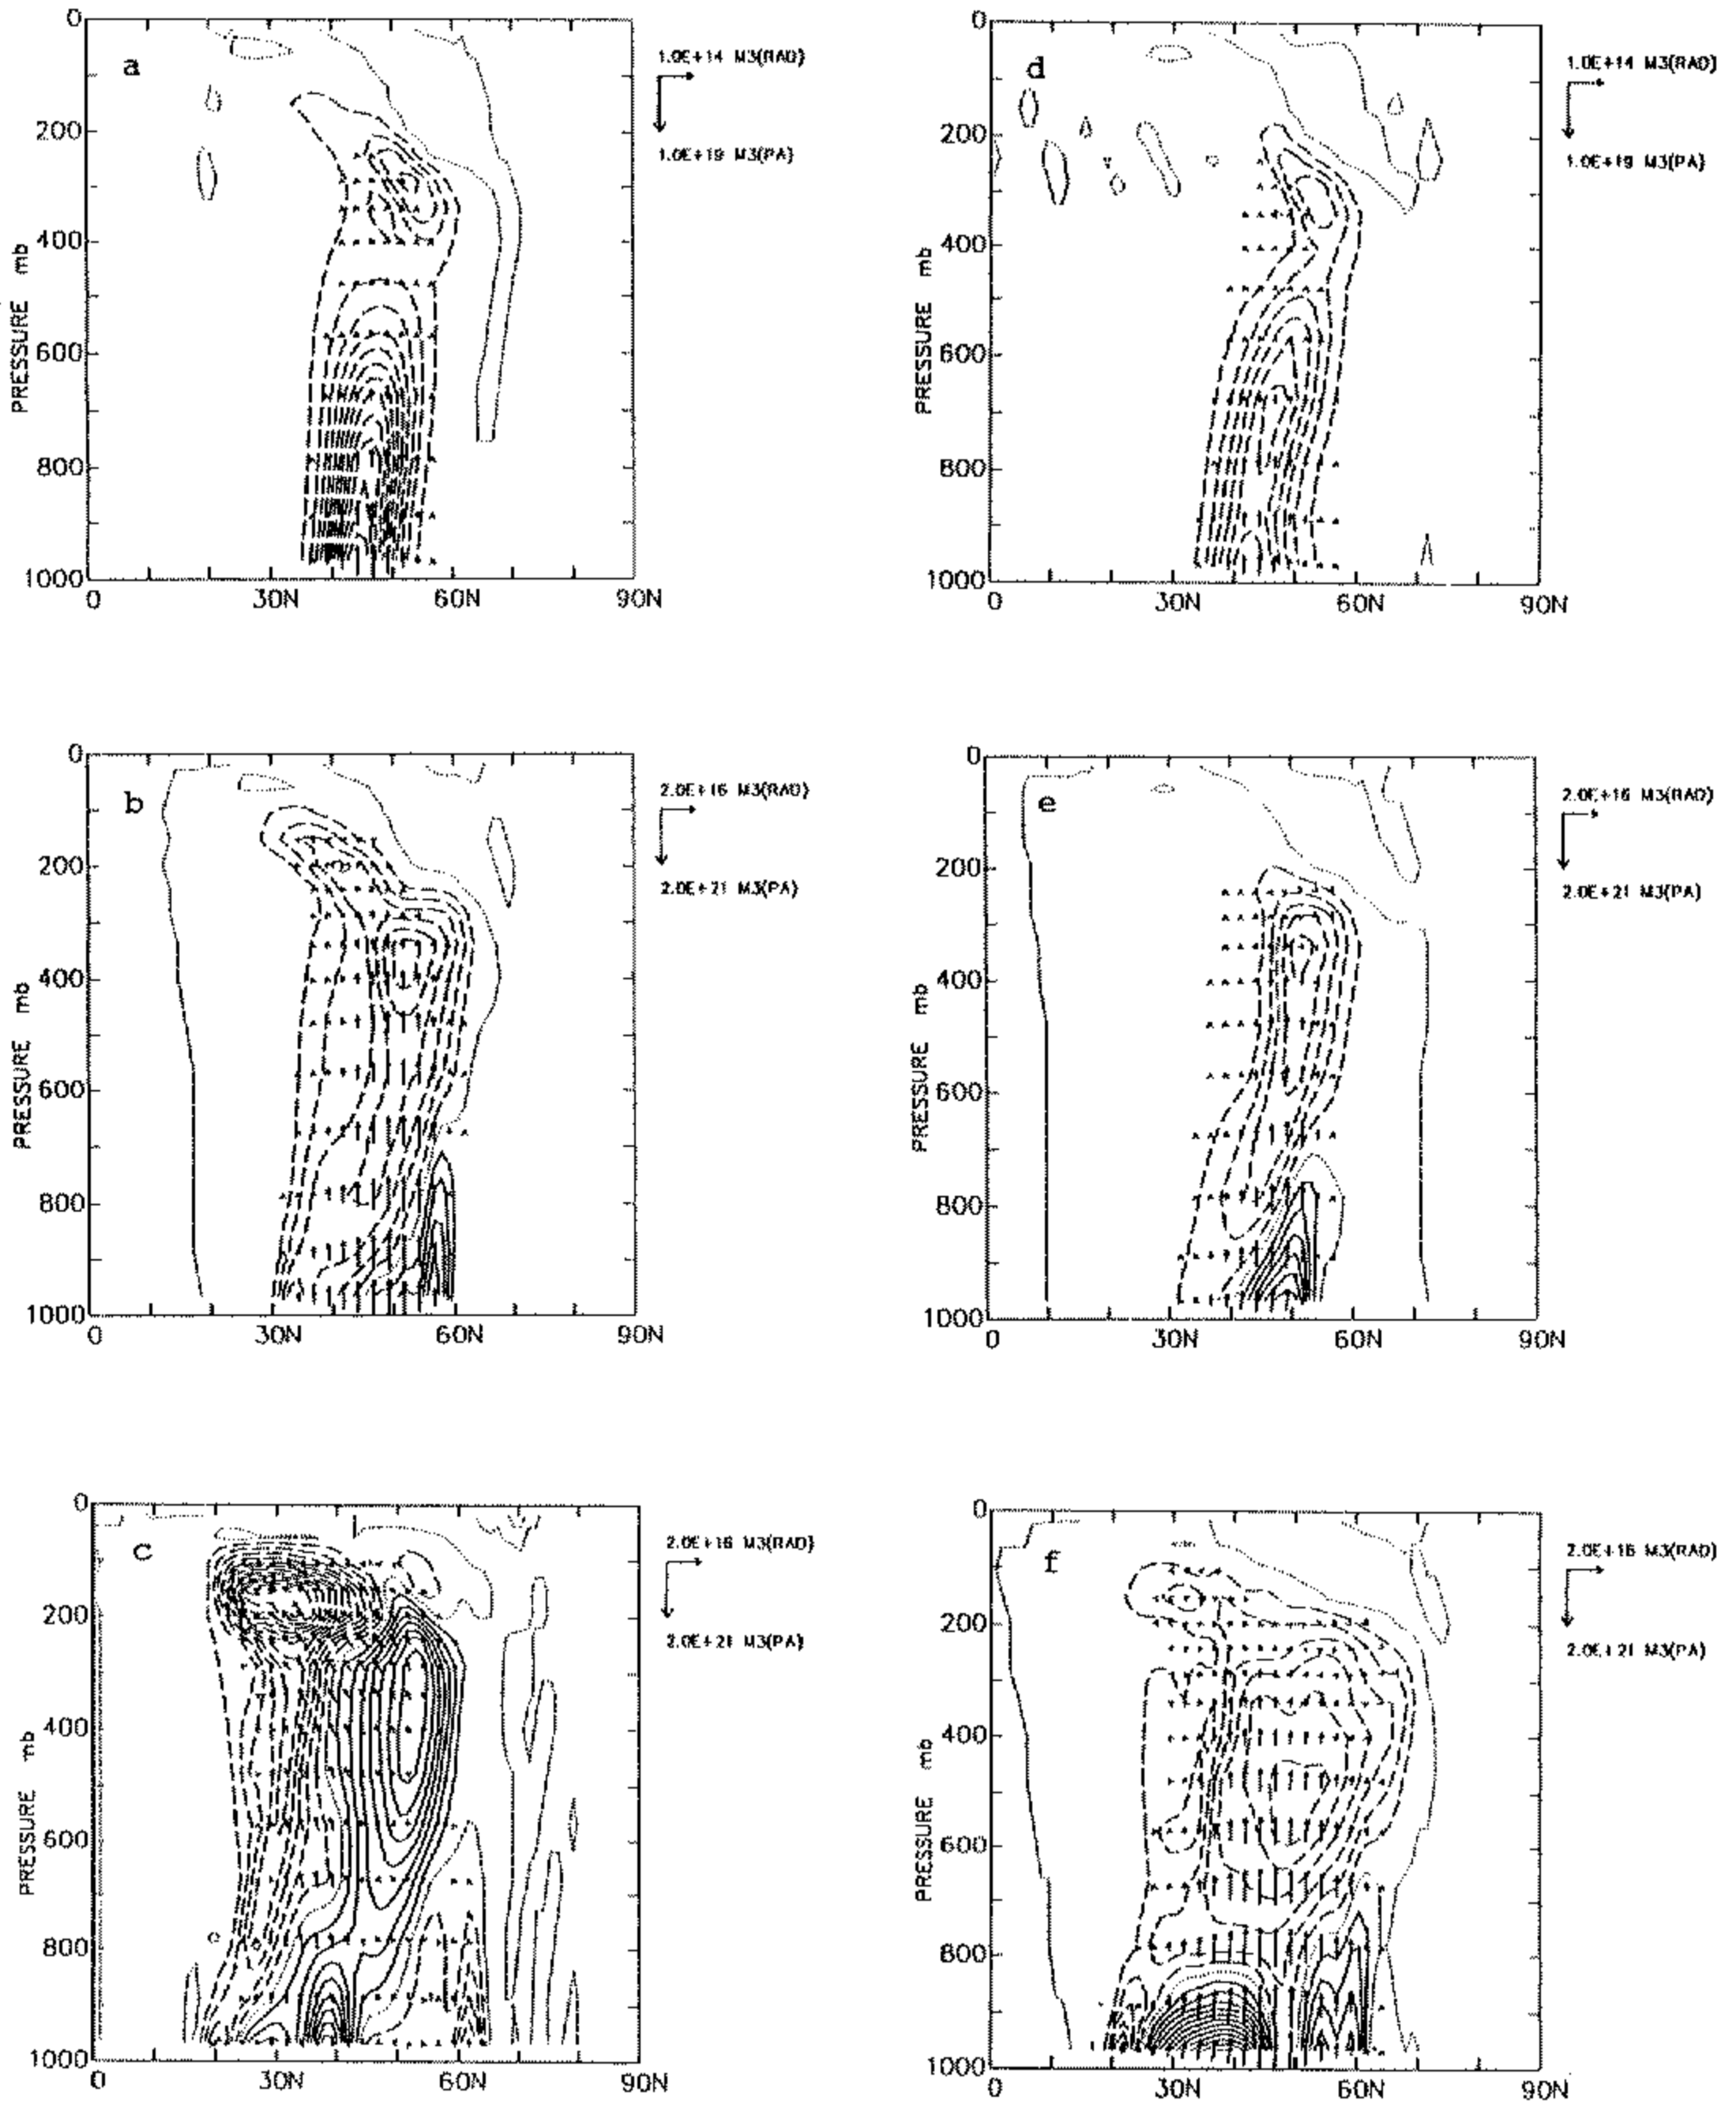 a
0
200
400
600
800
1000
PRESSURE mb
0 30N 60N 90N
1.0E+14 M3(RAD)
1.0E+19 M3(PA)
d
0
200
400
600
800
1000
PRESSURE mb
0 30N 60N 90N
1.0E+14 M3(RAD)
1.0E+19 M3(PA)
b
0
200
400
600
800
1000
PRESSURE mb
0 30N 60N 90N
2.0E+16 M3(RAD)
2.0E+21 M3(PA)
e
0
200
400
600
800
1000
PRESSURE mb
0 30N 60N 90N
2.0E+16 M3(RAD)
2.0E+21 M3(PA)
c
0
200
400
600
800
1000
PRESSURE mb
0 30N 60N 90N
2.0E+16 M3(RAD)
2.0E+21 M3(PA)
f
0
200
400
600
800
1000
PRESSURE mb
0 30N 60N 90N
2.0E+16 M3(RAD)
2.0E+21 M3(PA)